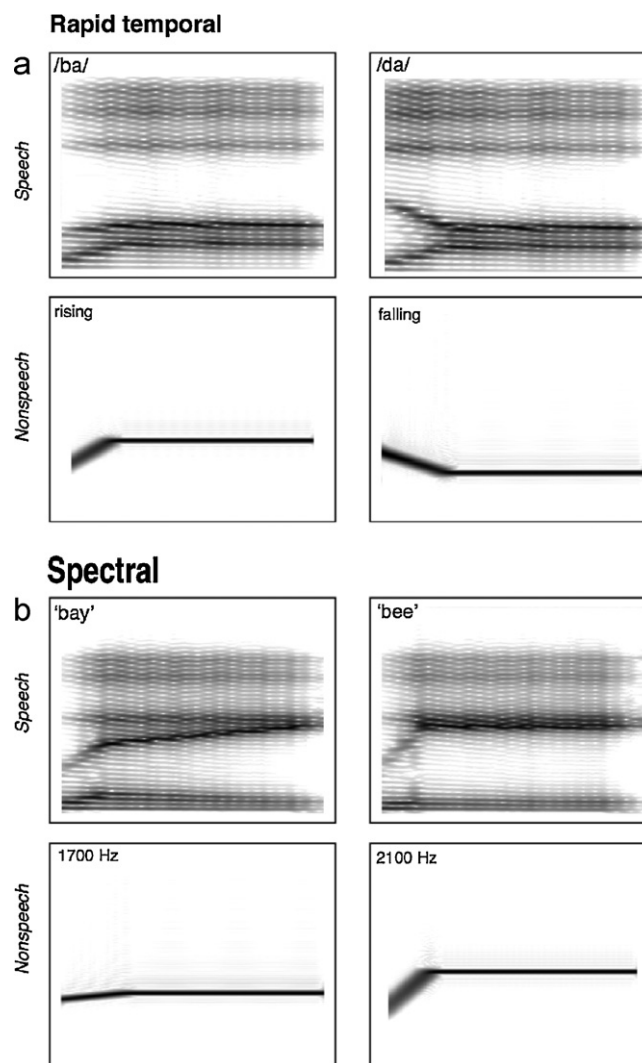 Rapid temporal
a
/ba/
/da/
Speech
rising
falling
Nonspeech
Spectral
b
'bay'
'bee'
Speech
1700 Hz
2100 Hz
Nonspeech